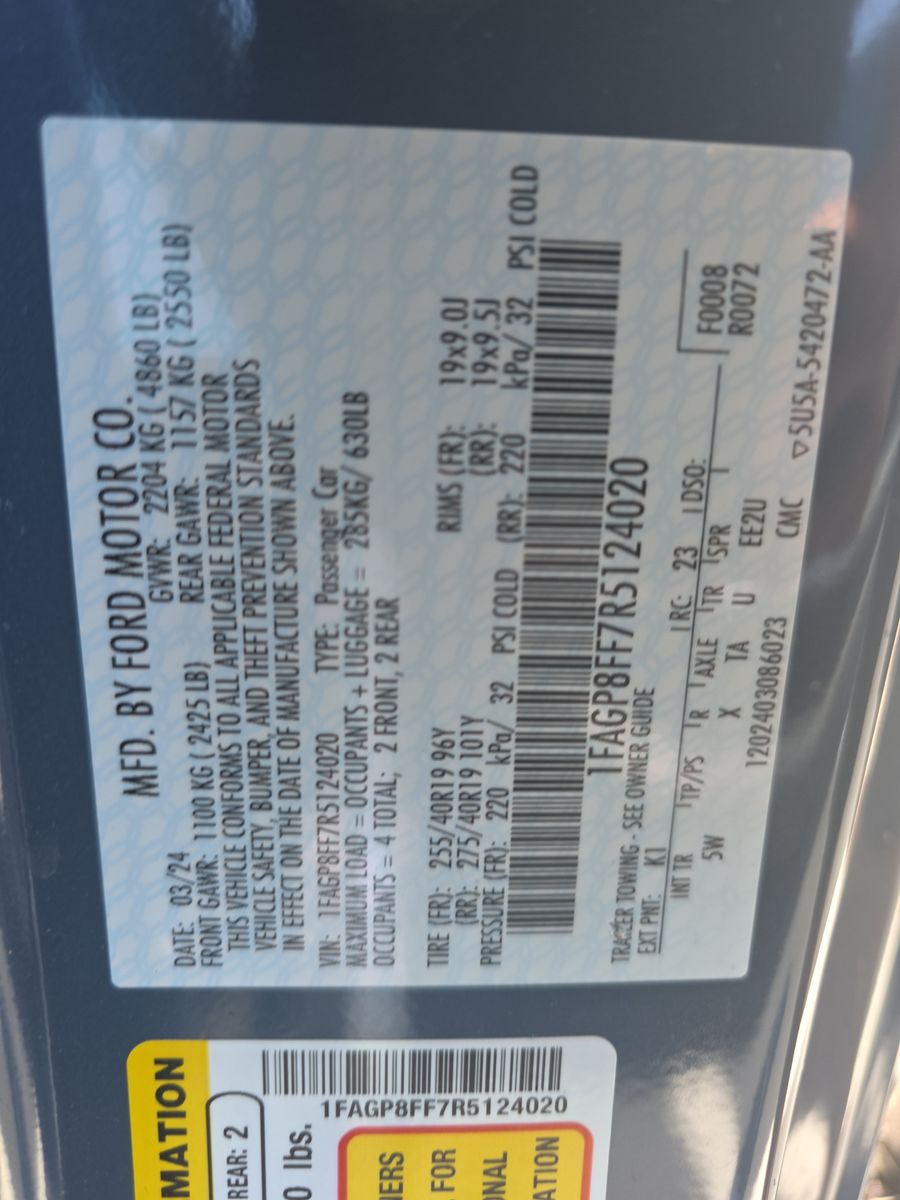 MFD. BY FORD MOTOR CO.
DATE: 03/24 GVWR: 2204 KG ( 4860 LB)
FRONT GAWR: 1100 KG ( 2425 LB) REAR GAWR: 1157 KG ( 2550 LB)
THIS VEHICLE CONFORMS TO ALL APPLICABLE FEDERAL MOTOR
VEHICLE SAFETY, BUMPER, AND THEFT PREVENTION STANDARDS
IN EFFECT ON THE DATE OF MANUFACTURE SHOWN ABOVE.
VIN: 1FAGP8FF7R5124020 TYPE: Passenger Car
MAXIMUM LOAD = OCCUPANTS + LUGGAGE = 285KG/ 630LB
OCCUPANTS = 4 TOTAL; 2 FRONT, 2 REAR
TIRE (FR): 255/40R19 96Y RIMS (FR): 19x9.0J
(RR): 275/40R19 101Y (RR): 19x9.5J
PRESSURE (FR): 220 kPa/ 32 PSI COLD (RR): 220 kPa/ 32 PSI COLD
1FAGP8FF7R5124020
TRAILER TOWING - SEE OWNER GUIDE
EXT PNT: K1 RC: 23 DSO:
INT TR TP/PS R AXLE TR SPR
5W X TA U EE2U
F0008
R0072
1202403086023 CMC ▽5U5A-5420472-AA
MATION
REAR: 2
0 lbs.
1FAGP8FF7R5124020
IERS
FOR
ONAL
ATION